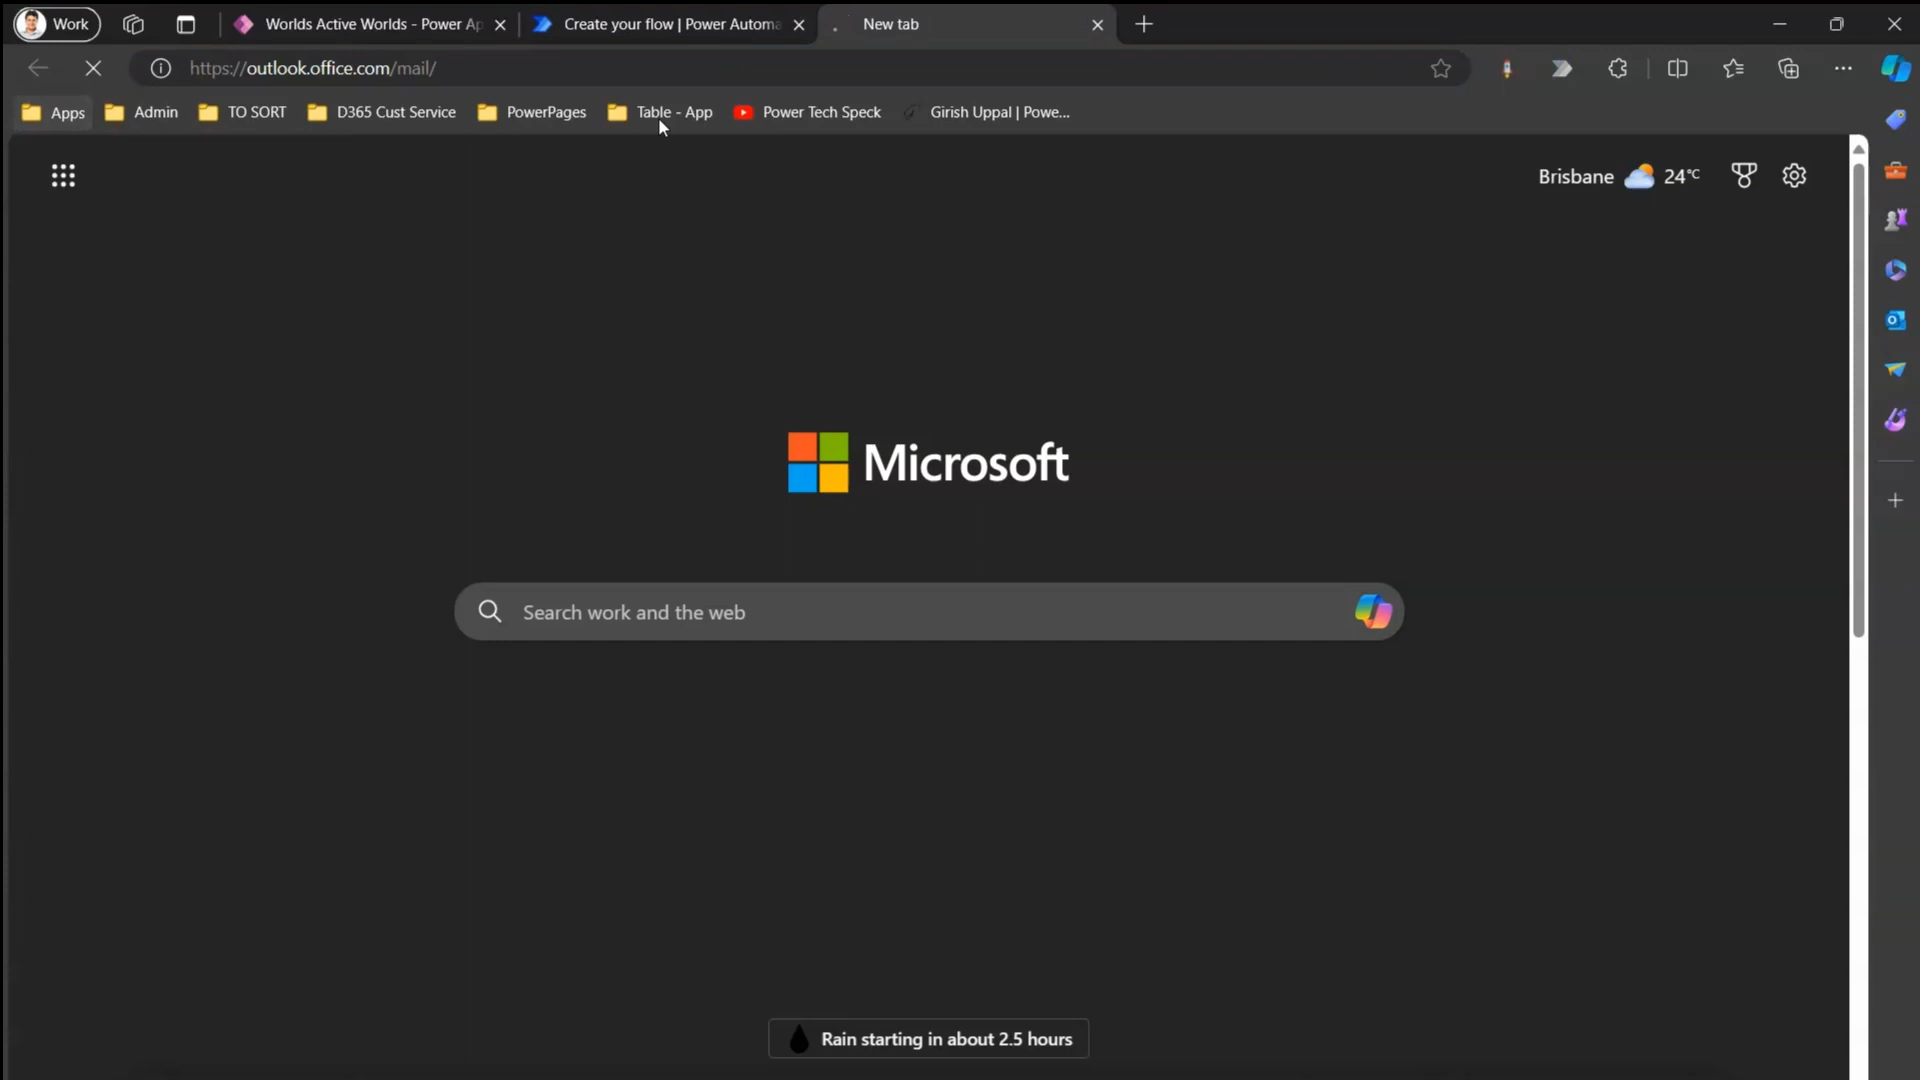 Work
Worlds Active Worlds - Power Ap
Create your flow | Power Automa
New tab
https://outlook.office.com/mail/
Apps
Admin
TO SORT
D365 Cust Service
PowerPages
Table - App
Power Tech Speck
Girish Uppal | Powe...
Brisbane
24°C
Microsoft
Search work and the web
Rain starting in about 2.5 hours